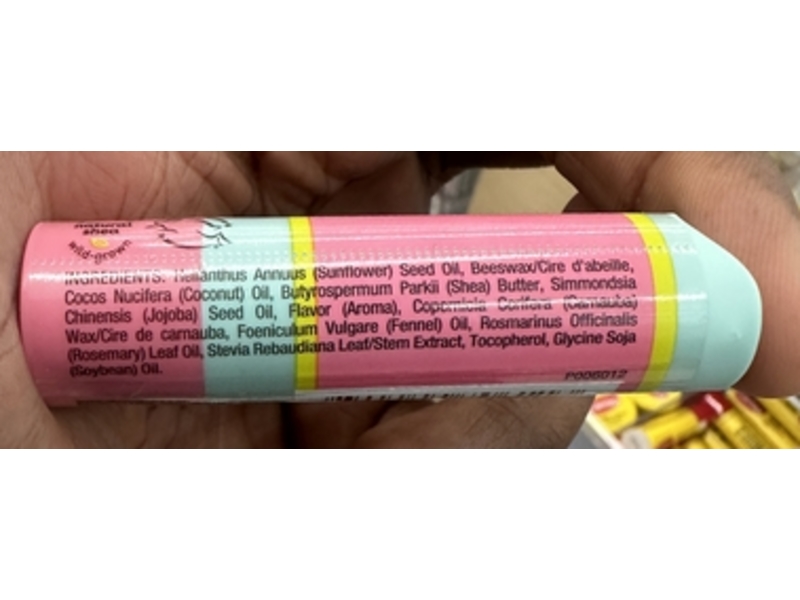 natural
shea
wild-grown
INGREDIENTS: Helianthus Annuus (Sunflower) Seed Oil, Beeswax/Cire d'abeille,
Cocos Nucifera (Coconut) Oil, Butyrospermum Parkii (Shea) Butter, Simmondsia
Chinensis (Jojoba) Seed Oil, Flavor (Aroma), Copernicia Cerifera (Carnauba)
Wax/Cire de carnauba, Foeniculum Vulgare (Fennel) Oil, Rosmarinus Officinalis
(Rosemary) Leaf Oil, Stevia Rebaudiana Leaf/Stem Extract, Tocopherol, Glycine Soja
(Soybean) Oil.
P006012